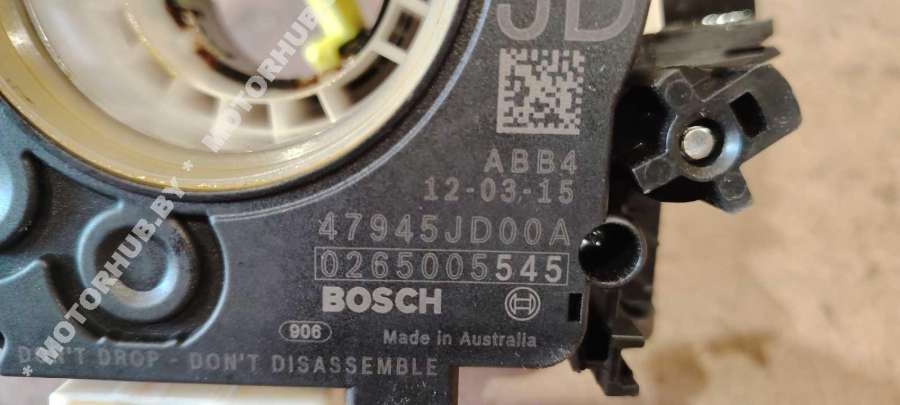 JD
ABB4
12-03-15
47945JD00A
0265005545
BOSCH
906
Made in Australia
DON'T DROP - DON'T DISASSEMBLE
* MOTORHUB.BY * MOTORHUB.BY *